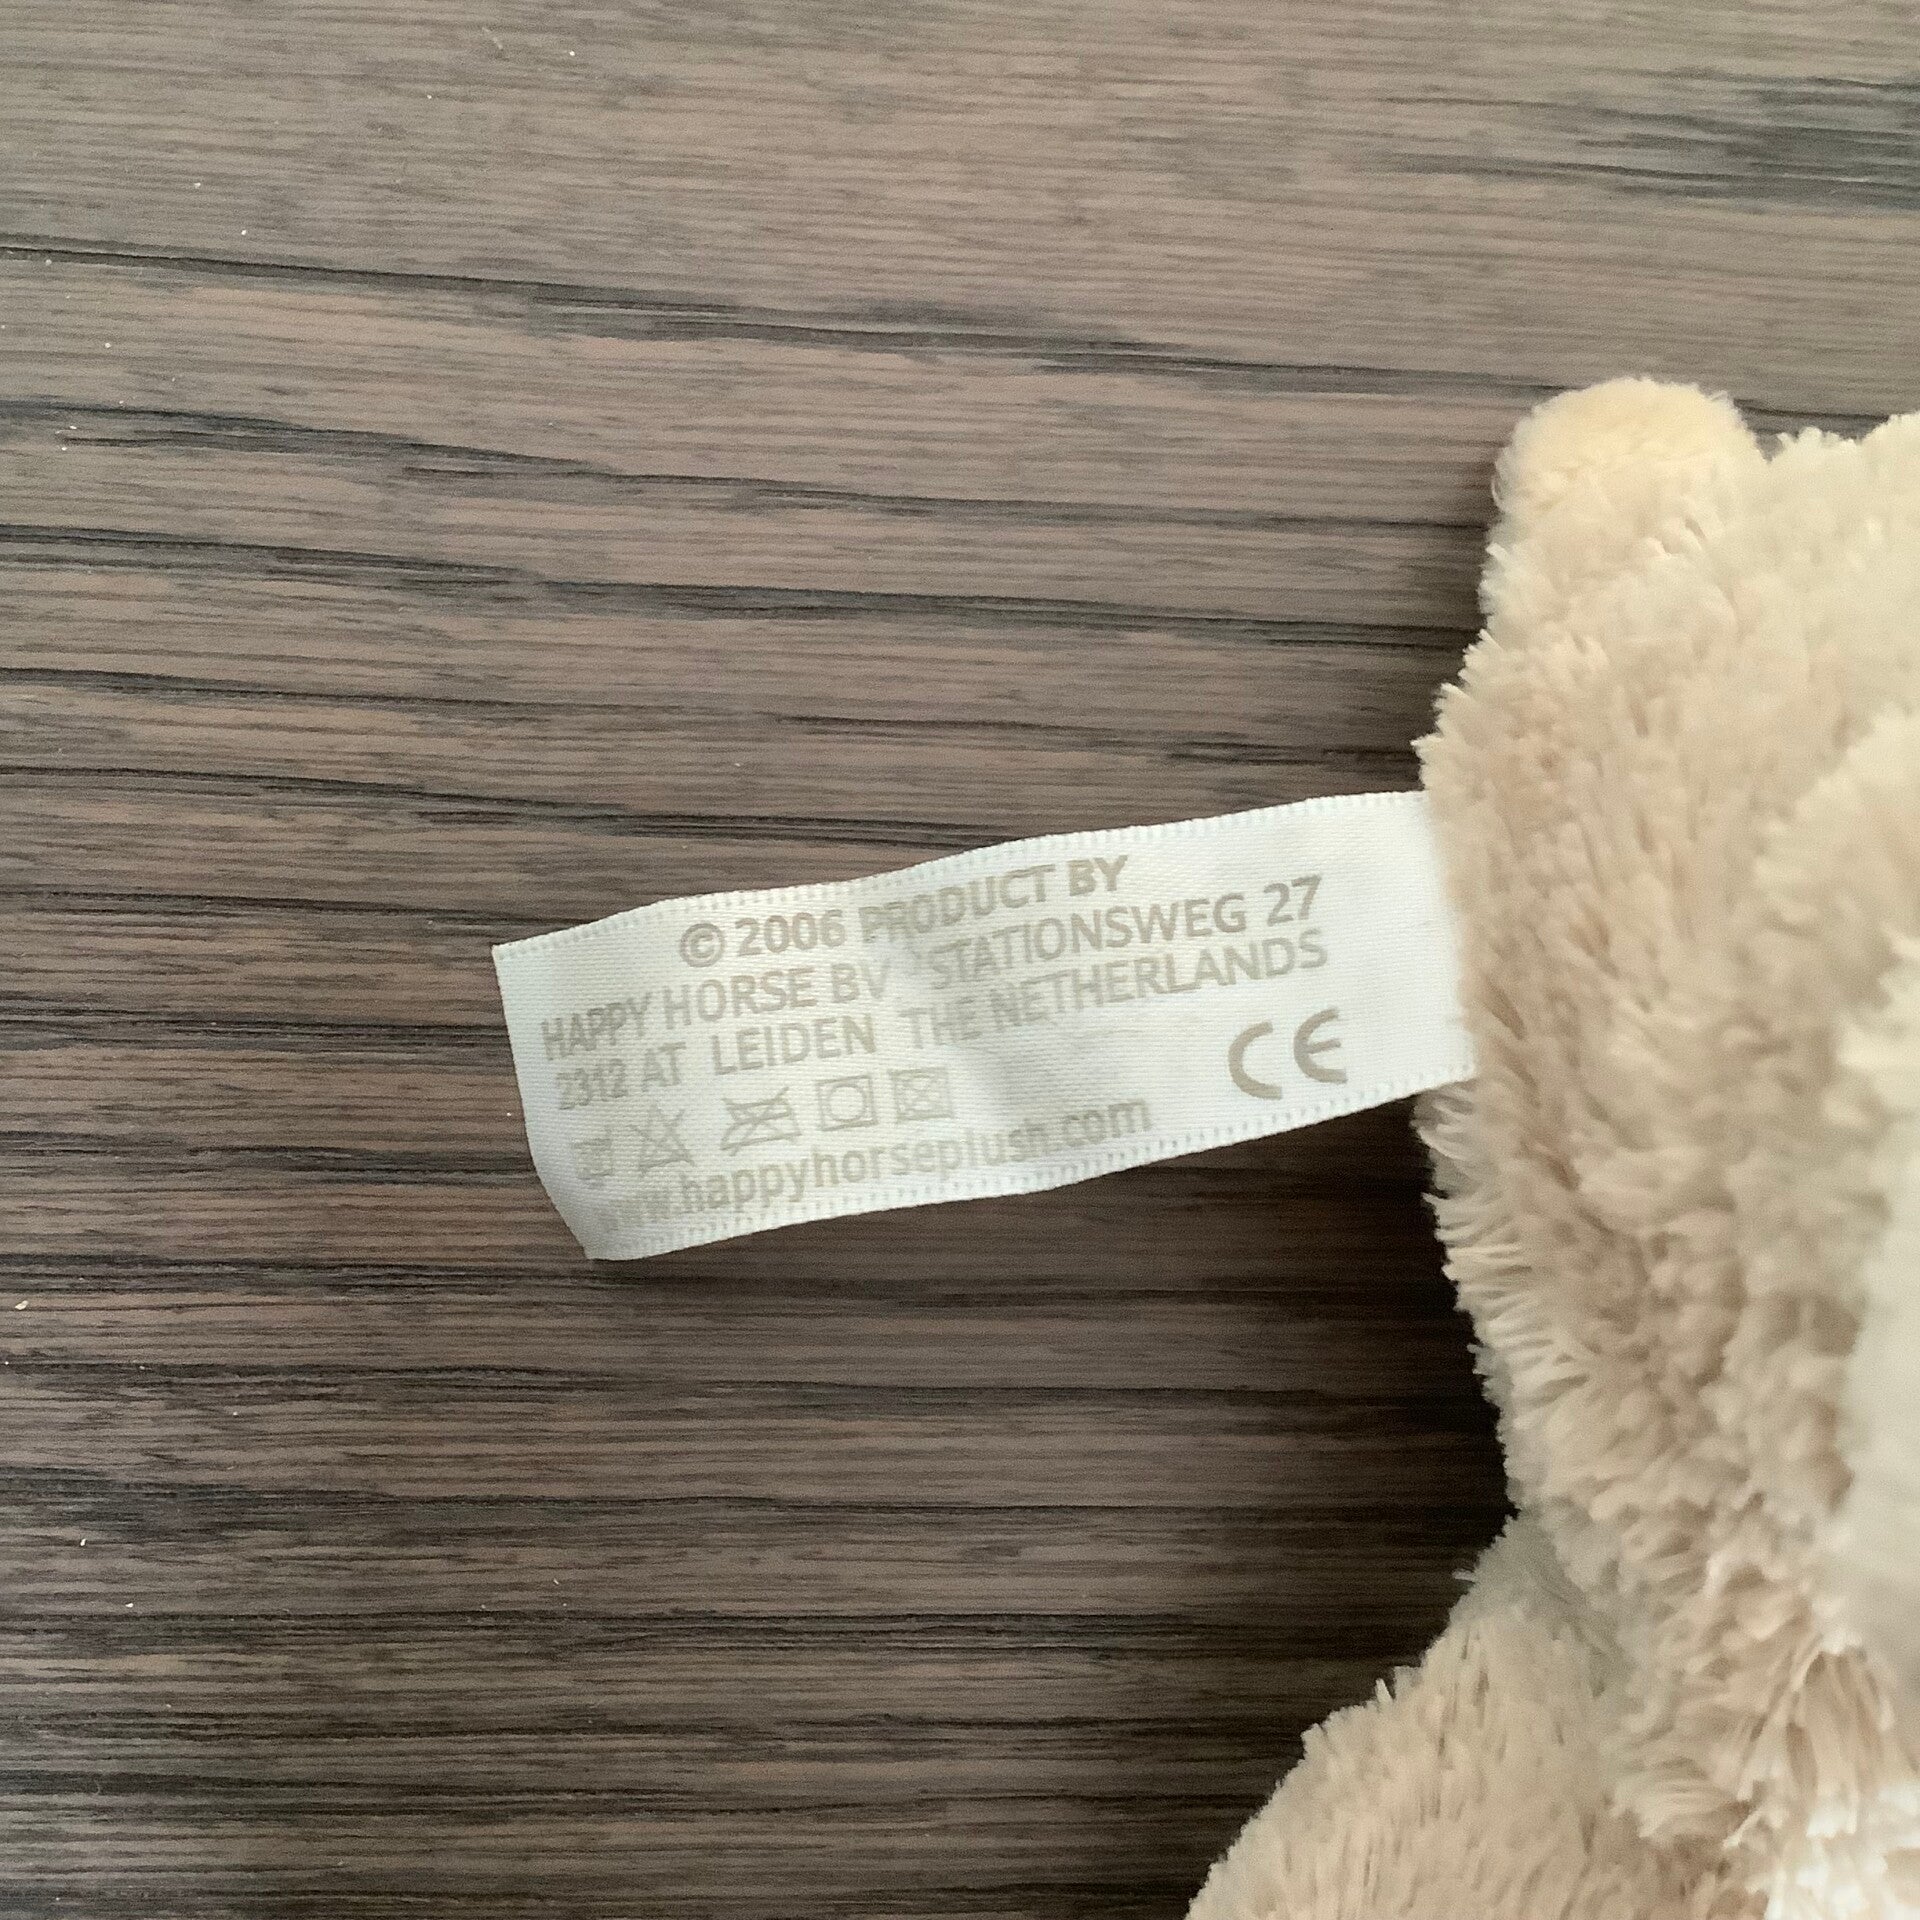 © 2006 PRODUCT BY
HAPPY HORSE BV STATIONSWEG 27
2312 AT LEIDEN THE NETHERLANDS
CE
www.happyhorseplush.com